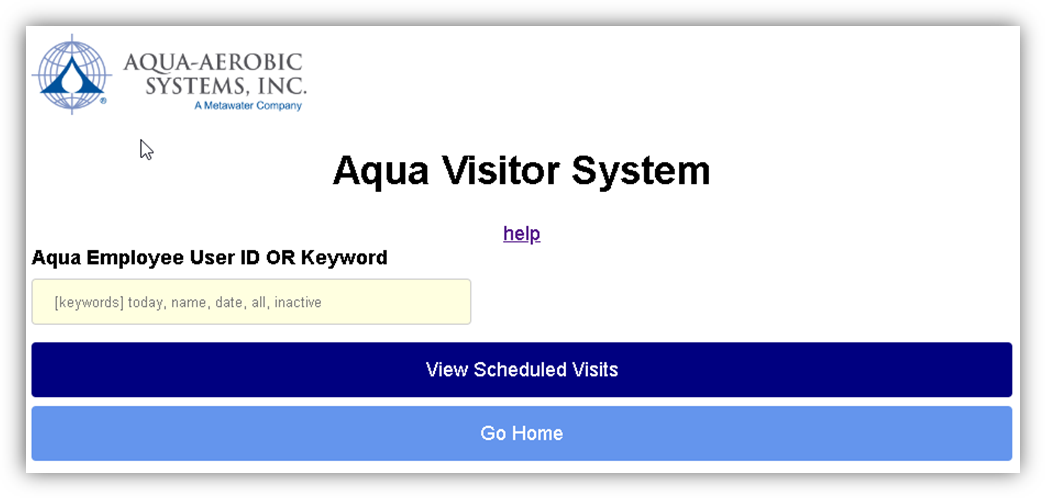 AQUA-AEROBIC
SYSTEMS, INC.
®
A Metawater Company
Aqua Visitor System
help
Aqua Employee User ID OR Keyword
[keywords] today, name, date, all, inactive
View Scheduled Visits
Go Home